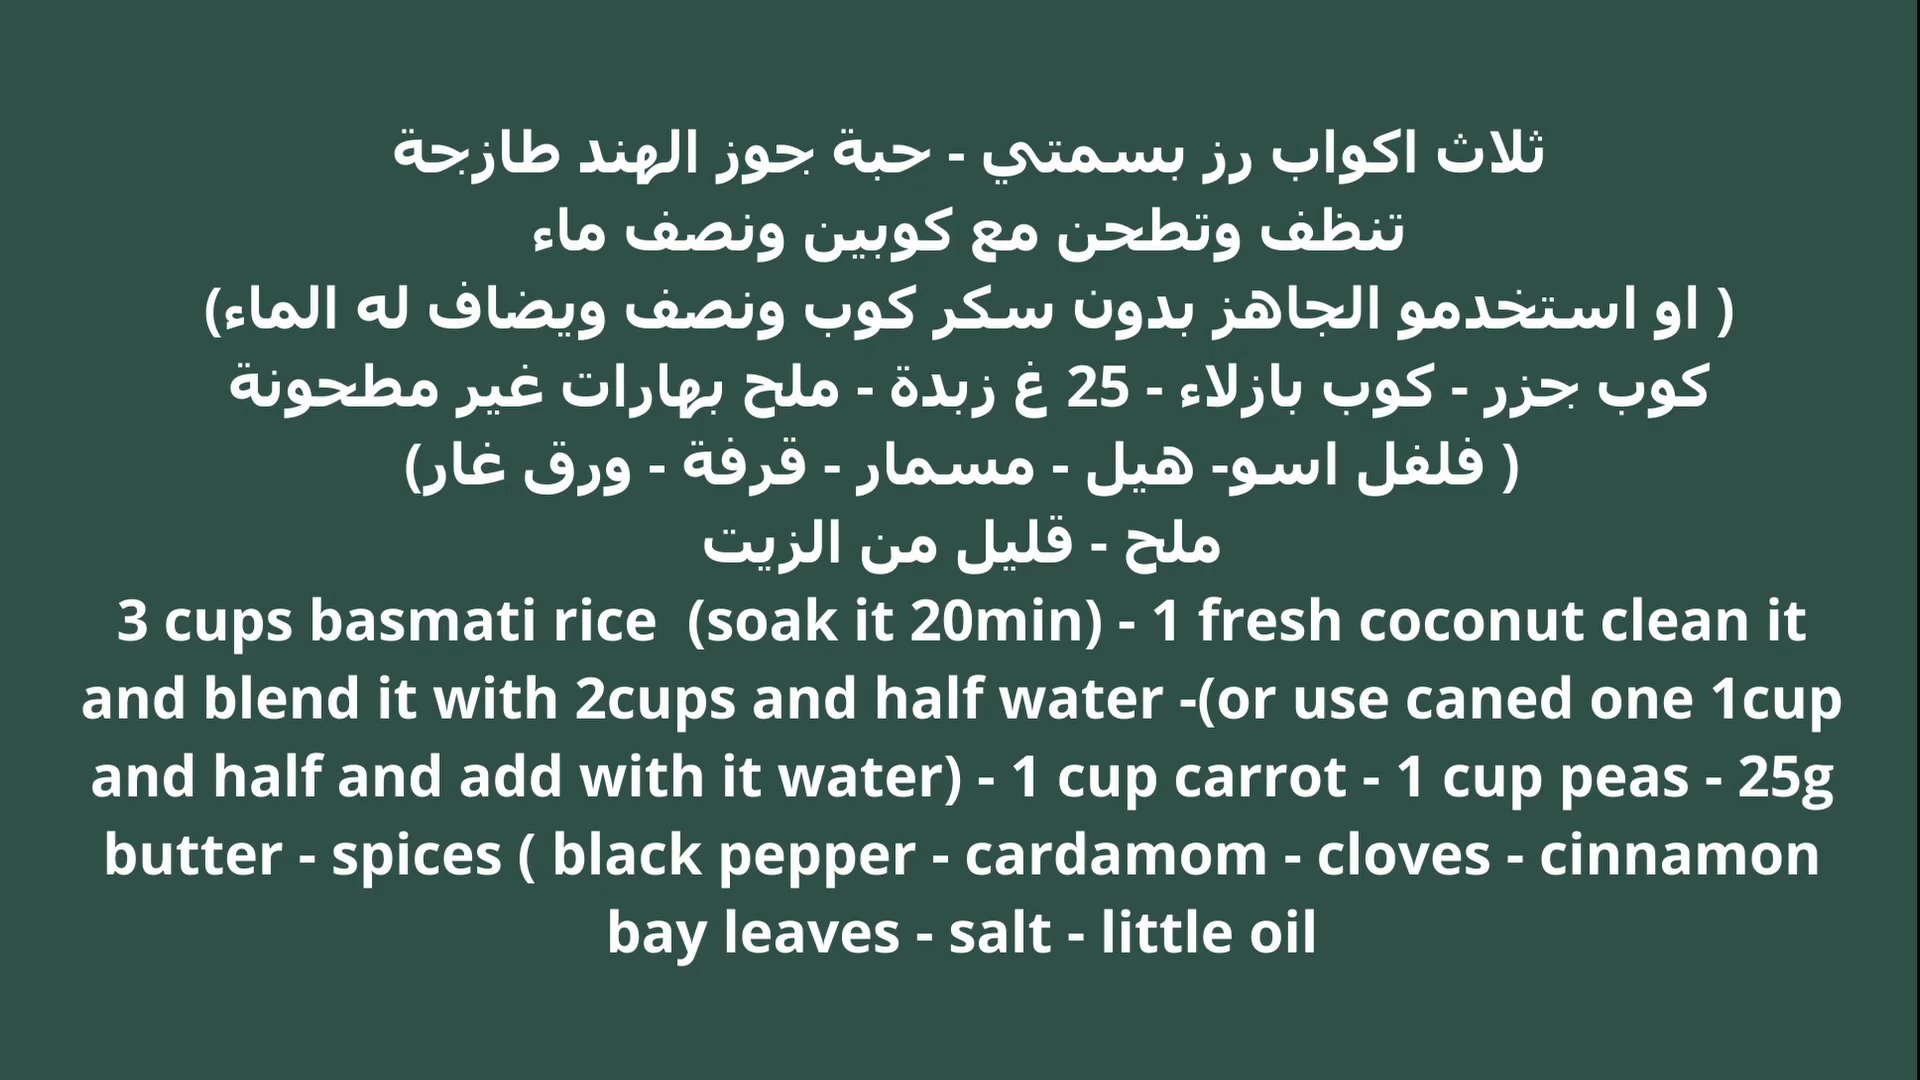 ثلاث اكواب رز بسمتي - حبة جوز الهند طازجة
تنظف وتطحن مع كوبين ونصف ماء
( او استخدمو الجاهز بدون سكر كوب ونصف ويضاف له الماء)
كوب جزر - كوب بازلاء - 25 غ زبدة - ملح بهارات غير مطحونة
( فلفل اسو- هيل - مسمار - قرفة - ورق غار)
ملح - قليل من الزيت
3 cups basmati rice  (soak it 20min) - 1 fresh coconut clean it
and blend it with 2cups and half water -(or use caned one 1cup
and half and add with it water) - 1 cup carrot - 1 cup peas - 25g
butter - spices ( black pepper - cardamom - cloves - cinnamon
bay leaves - salt - little oil